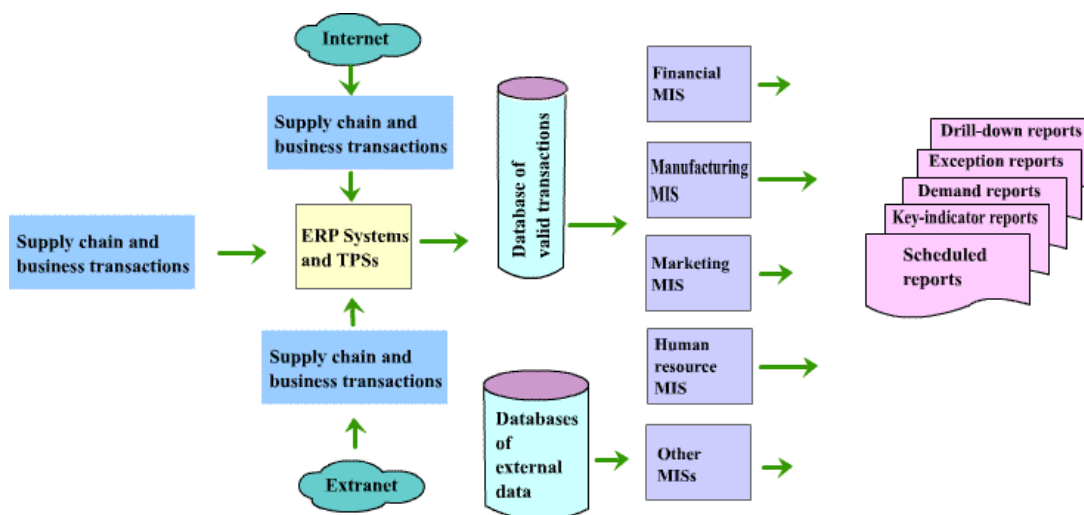 Internet
Supply chain and
business transactions
Supply chain and
business transactions
ERP Systems
and TPSs
Supply chain and
business transactions
Extranet
Database of
valid transactions
Databases
of
external
data
Financial
MIS
Manufacturing
MIS
Marketing
MIS
Human
resource
MIS
Other
MISs
Drill-down reports
Exception reports
Demand reports
Key-indicator reports
Scheduled
reports